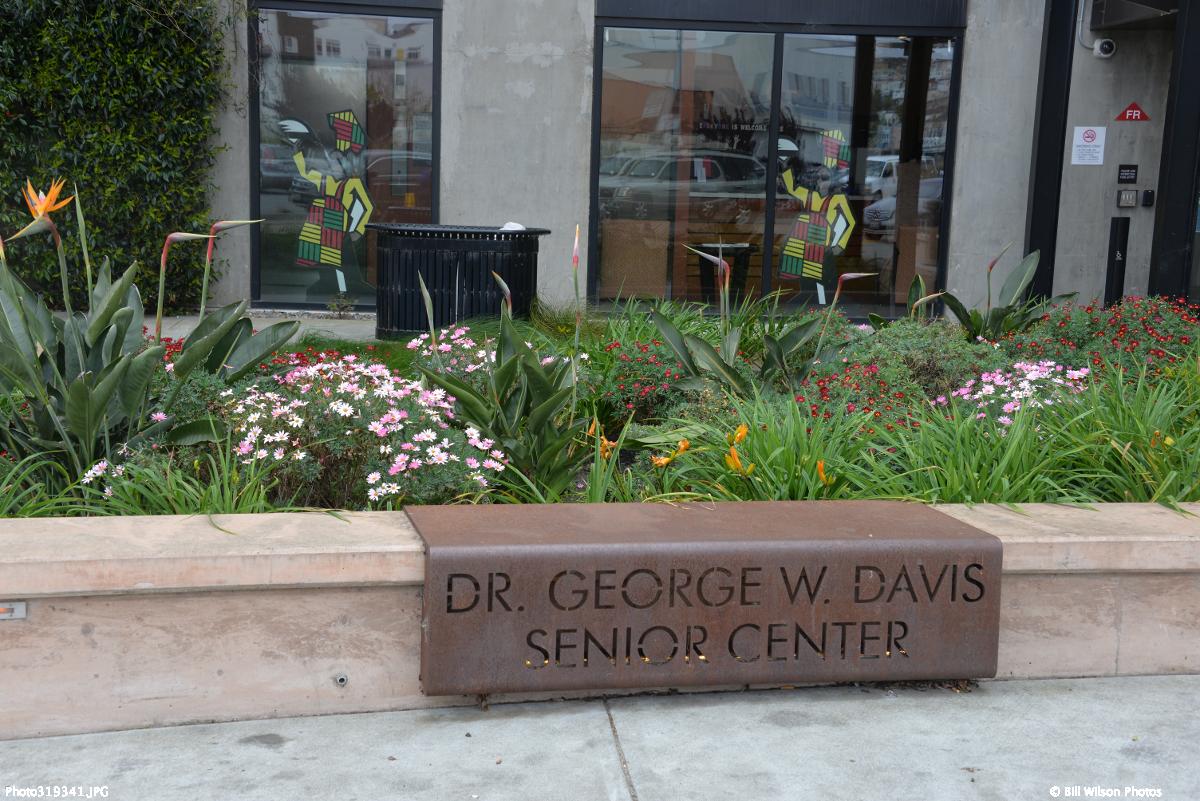 EVERYONE IS WELCOME
FR
DR. GEORGE W. DAVIS
SENIOR CENTER
Photo319341.JPG
© Bill Wilson Photos